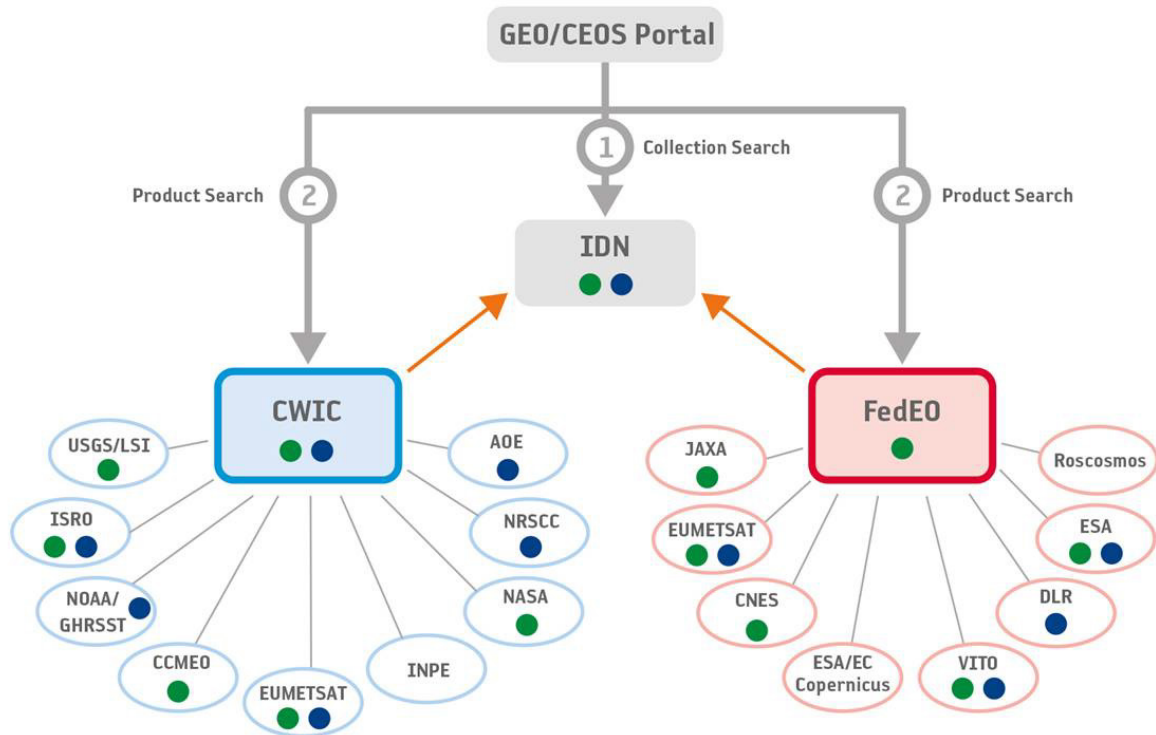 GEO/CEOS Portal
1
Collection Search
Product Search
2
2
Product Search
IDN
CWIC
FedEO
USGS/LSI
AOE
JAXA
Roscosmos
ISRO
NRSCC
EUMETSAT
ESA
NOAA/
GHRSST
NASA
CNES
DLR
CCMEO
EUMETSAT
INPE
ESA/EC
Copernicus
VITO